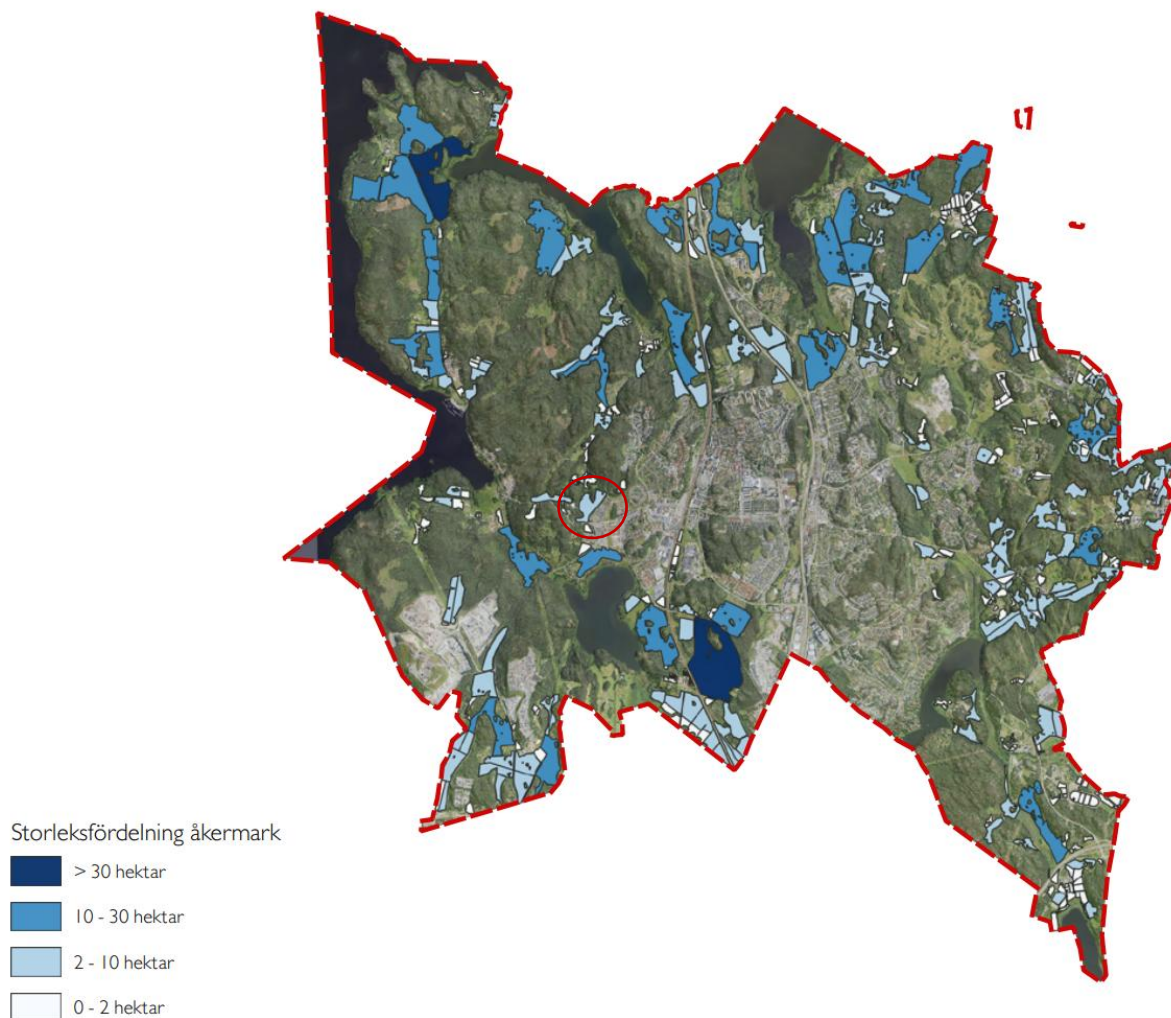 Storleksfördelning åkermark
> 30 hektar
10 - 30 hektar
2 - 10 hektar
0 - 2 hektar